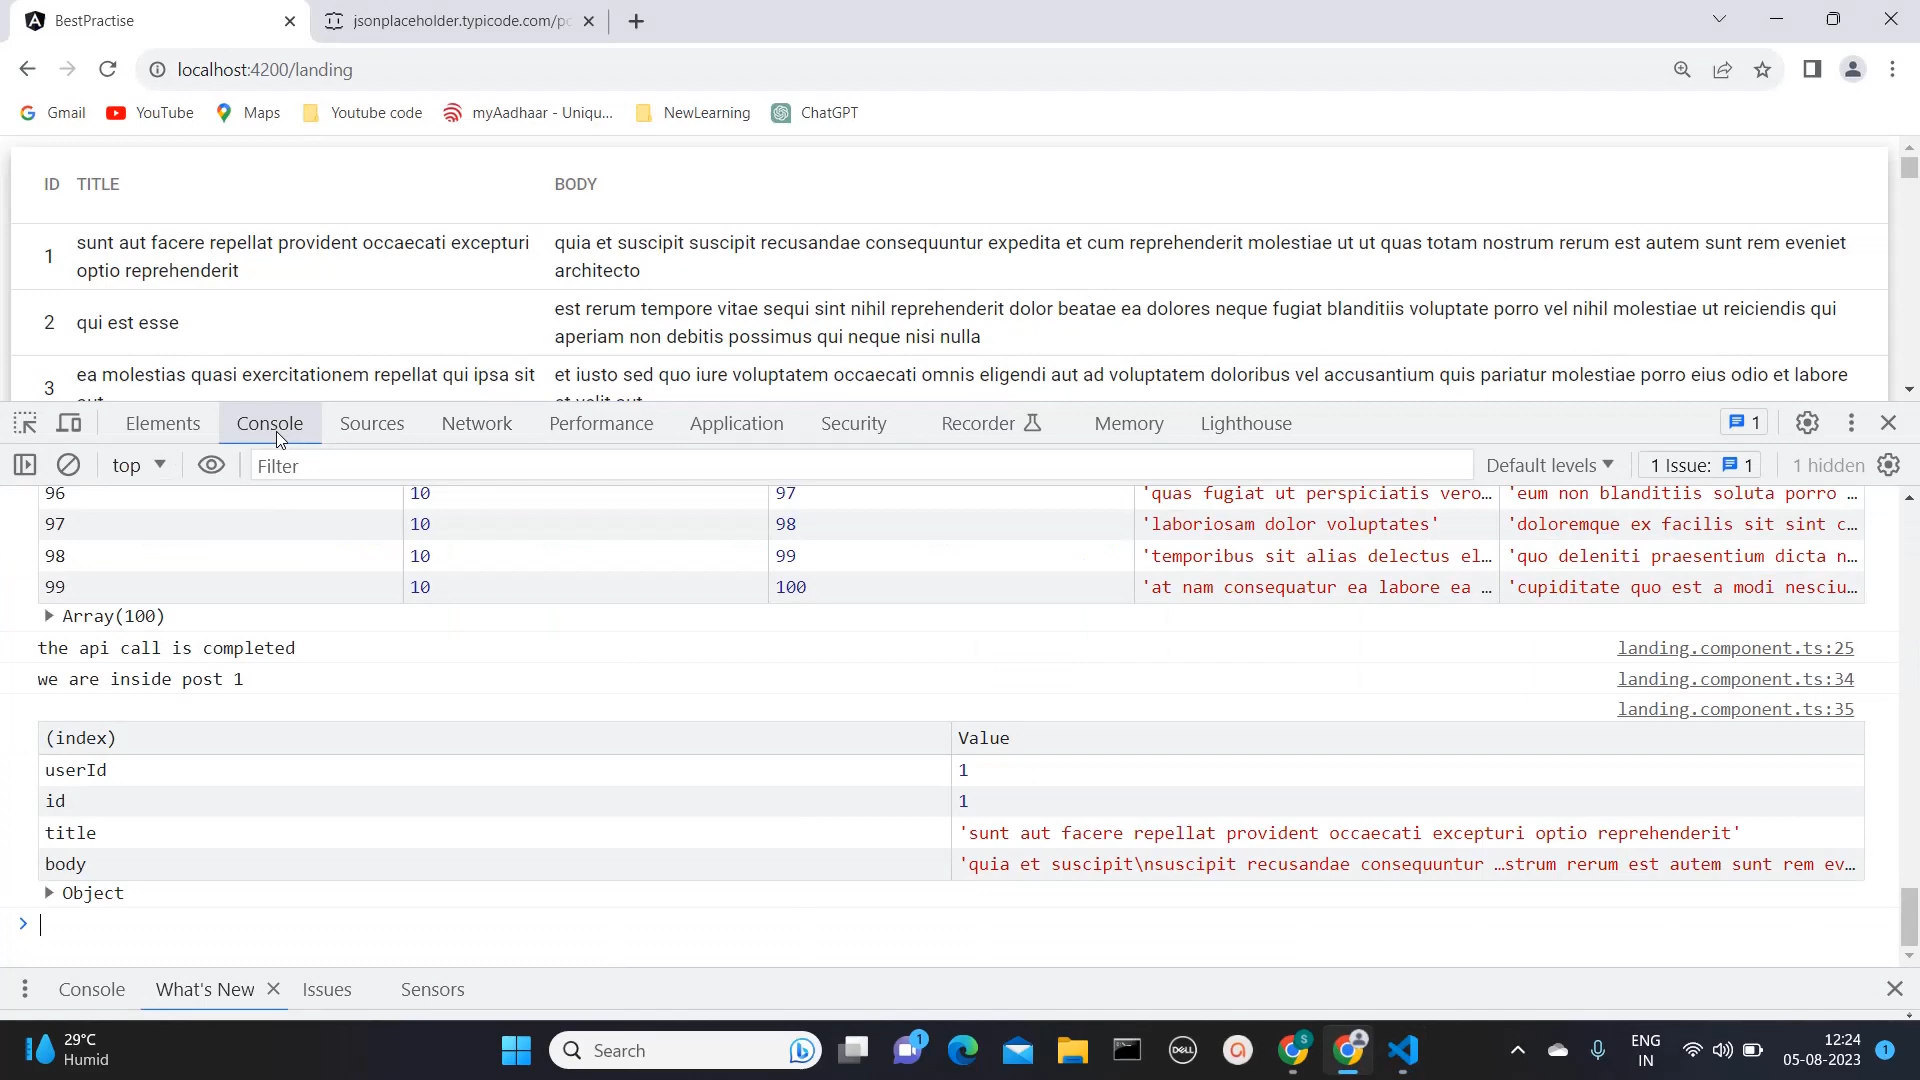 BestPractise
jsonplaceholder.typicode.com/po
localhost:4200/landing
Gmail
YouTube
Maps
Youtube code
myAadhaar - Uniqu...
NewLearning
ChatGPT
ID TITLE BODY
1
sunt aut facere repellat provident occaecati excepturi
optio reprehenderit
quia et suscipit suscipit recusandae consequuntur expedita et cum reprehenderit molestiae ut ut quas totam nostrum rerum est autem sunt rem eveniet
architecto
2
qui est esse
est rerum tempore vitae sequi sint nihil reprehenderit dolor beatae ea dolores neque fugiat blanditiis voluptate porro vel nihil molestiae ut reiciendis qui
aperiam non debitis possimus qui neque nisi nulla
3
ea molestias quasi exercitationem repellat qui ipsa sit
et iusto sed quo iure voluptatem occaecati omnis eligendi aut ad voluptatem doloribus vel accusantium quis pariatur molestiae porro eius odio et labore
Elements Console Sources Network Performance Application Security Recorder Memory Lighthouse 1
top Filter Default levels 1 Issue: 1 1 hidden
96 10 97 'quas fugiat ut perspiciatis vero… 'eum non blanditiis soluta porro …
97 10 98 'laboriosam dolor voluptates' 'doloremque ex facilis sit sint c…
98 10 99 'temporibus sit alias delectus el… 'quo deleniti praesentium dicta n…
99 10 100 'at nam consequatur ea labore ea … 'cupiditate quo est a modi nesciu…
Array(100)
the api call is completed landing.component.ts:25
we are inside post 1 landing.component.ts:34
landing.component.ts:35
(index) Value
userId 1
id 1
title 'sunt aut facere repellat provident occaecati excepturi optio reprehenderit'
body 'quia et suscipit\nsuscipit recusandae consequuntur …strum rerum est autem sunt rem ev…
Object
Console What's New Issues Sensors
29°C
Humid
Search
1
DELL
S
ENG
IN
12:24
05-08-2023
1